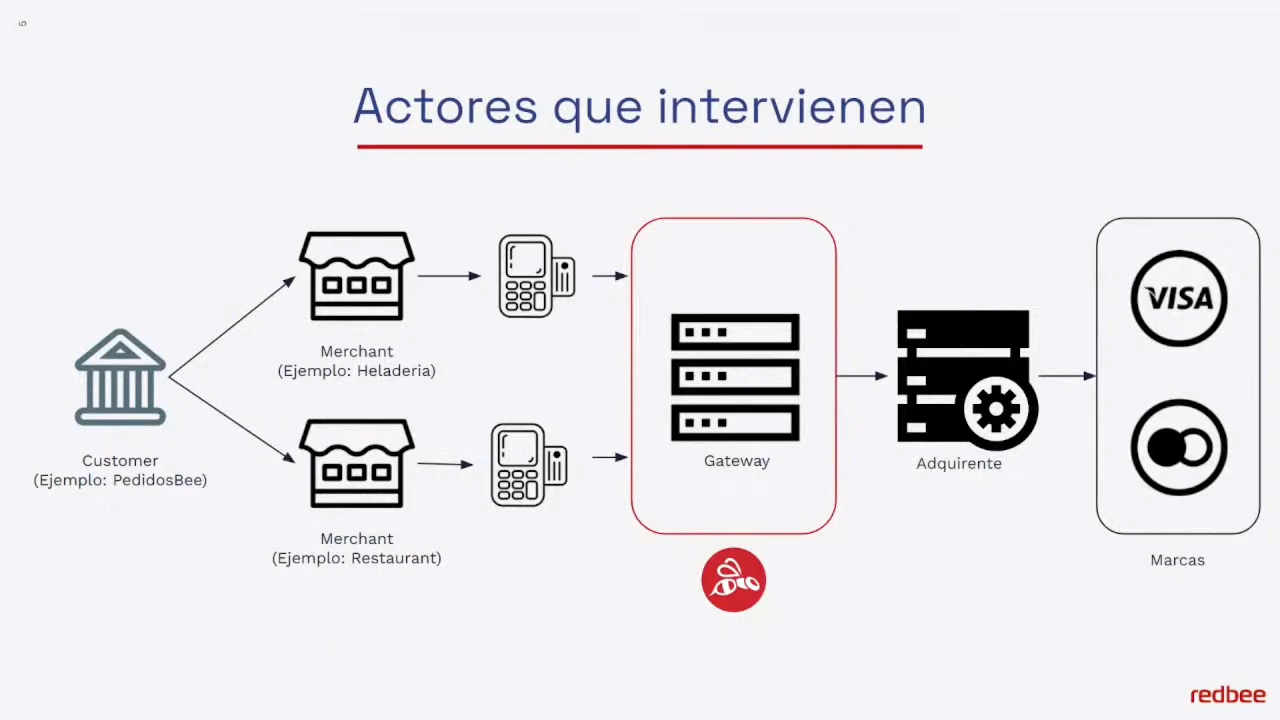 5
Actores que intervienen
Merchant
(Ejemplo: Heladeria)
Customer
(Ejemplo: PedidosBee)
Merchant
(Ejemplo: Restaurant)
Gateway
Adquirente
VISA
Marcas
redbee